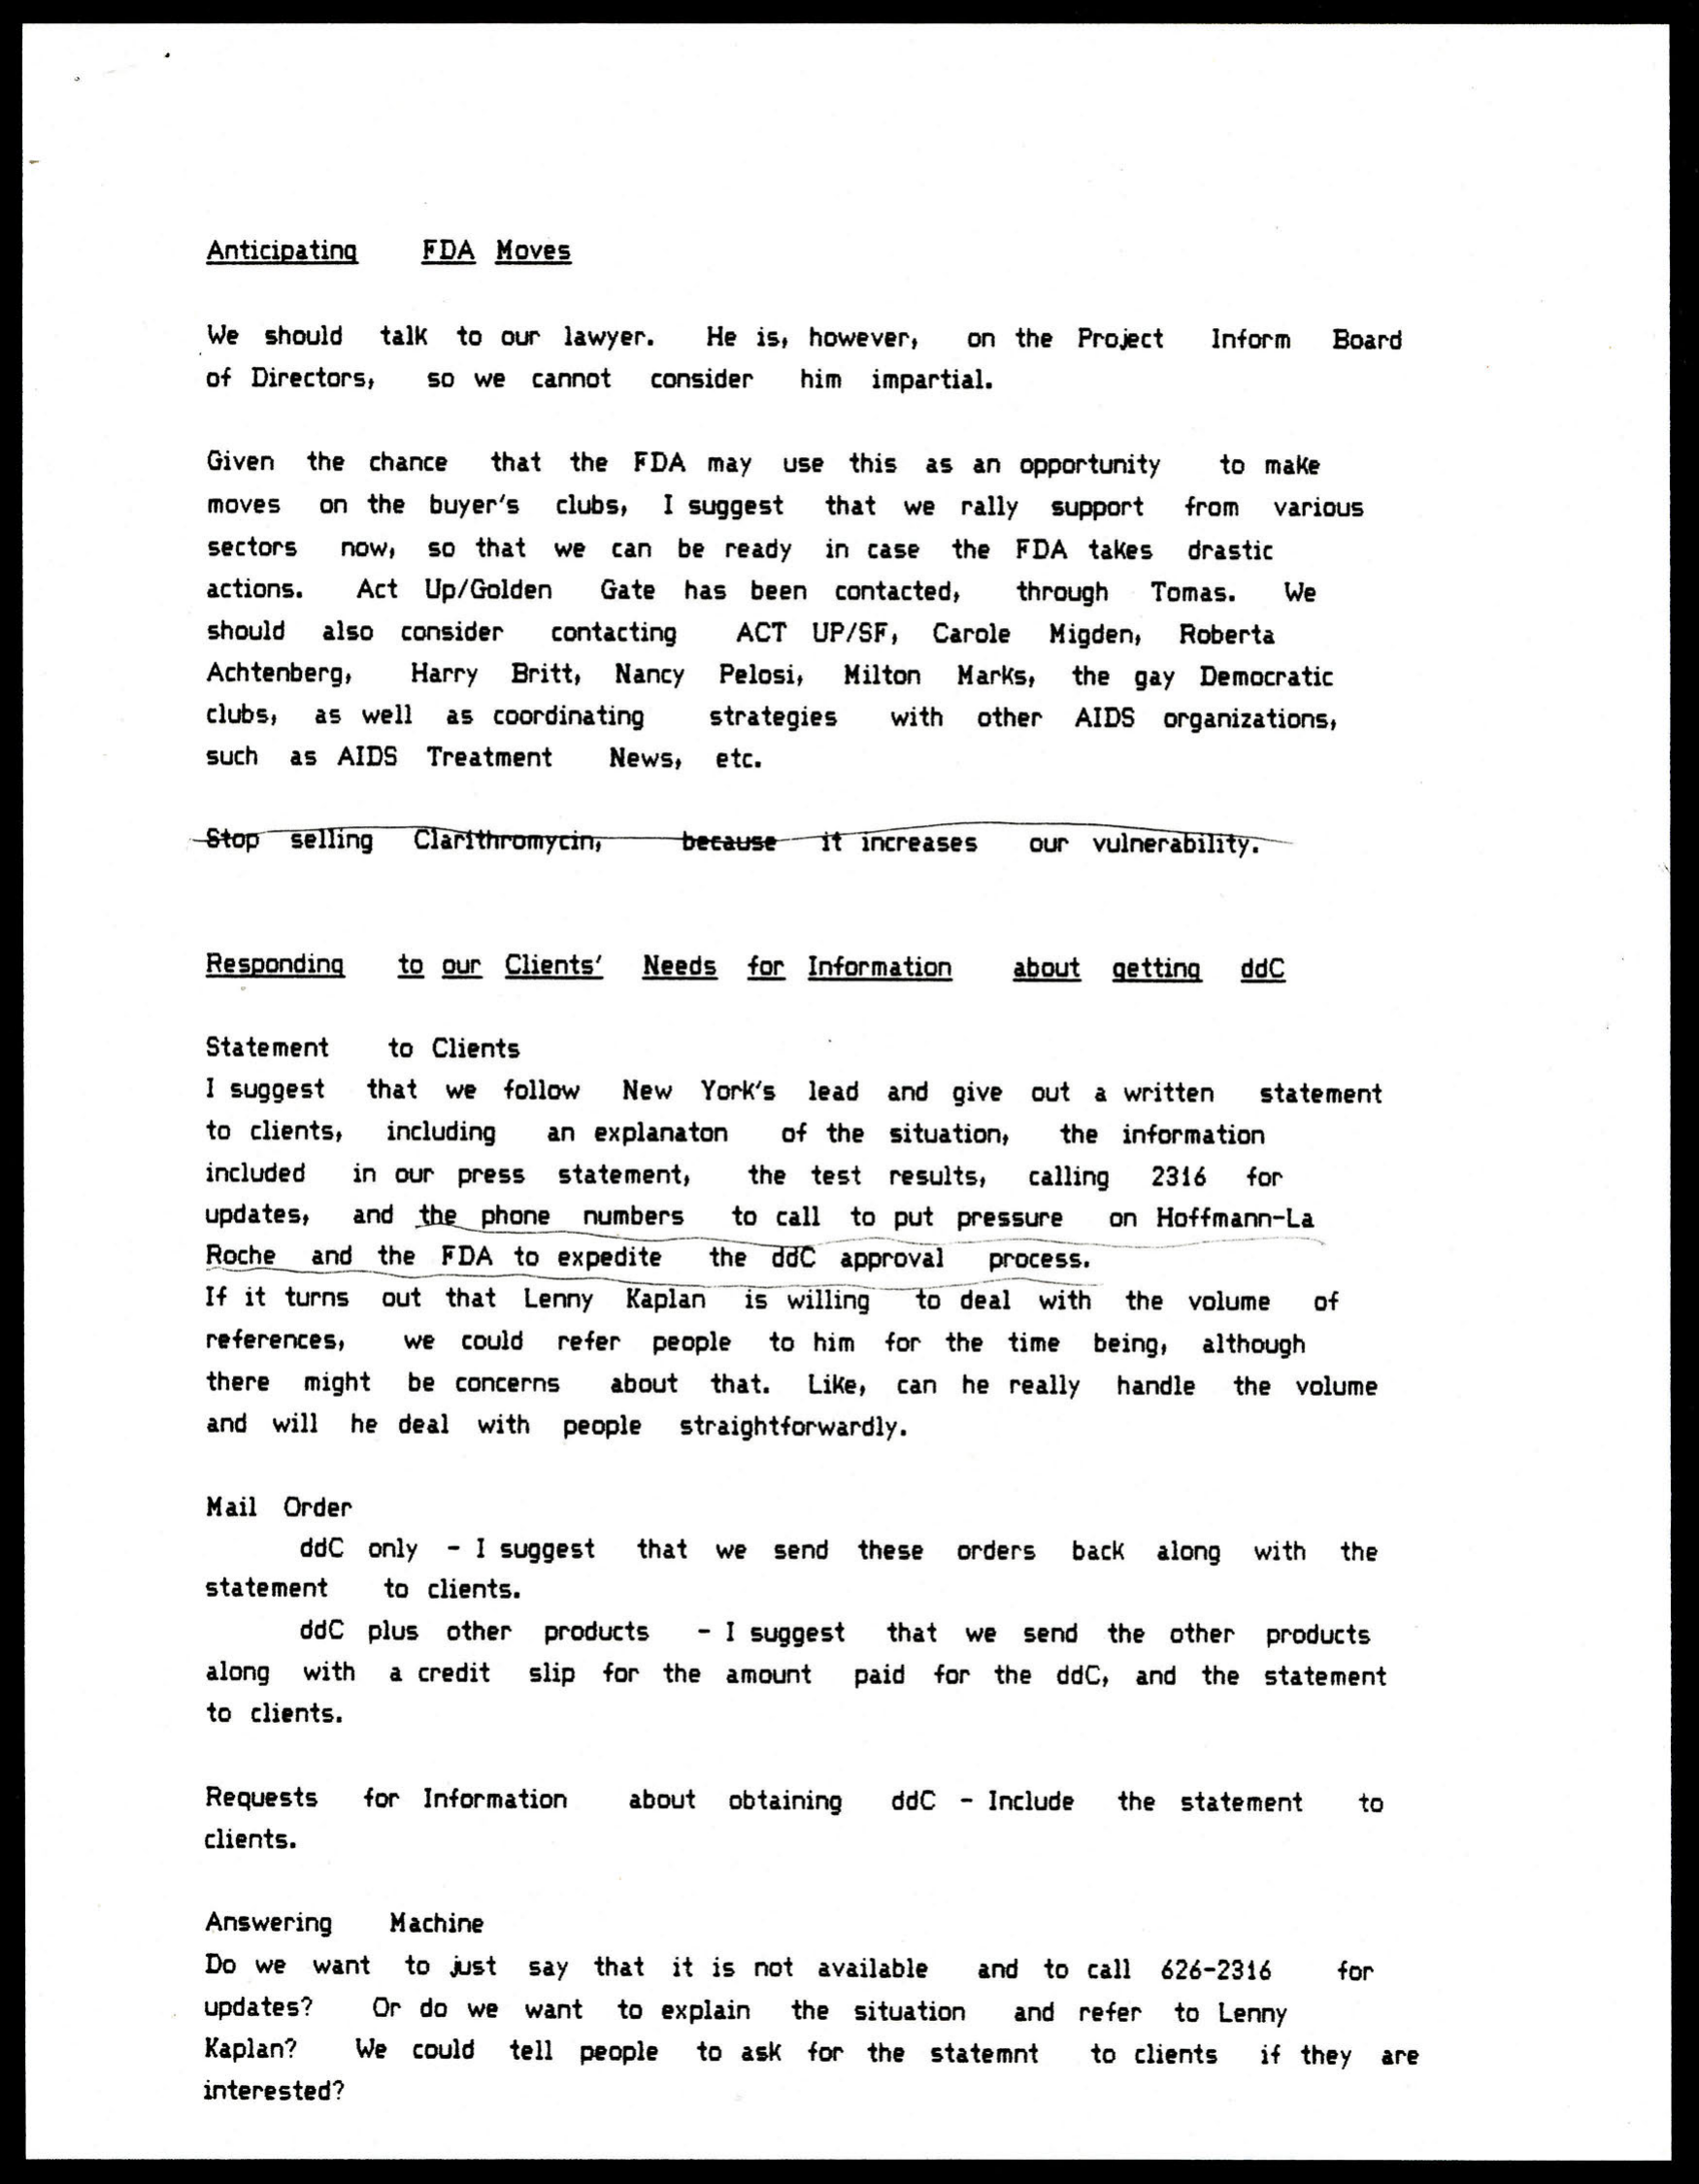 Anticipating FDA Moves
We should talk to our lawyer. He is, however, on the Project Inform Board
of Directors, so we cannot consider him impartial.
Given the chance that the FDA may use this as an opportunity to make
moves on the buyer's clubs, I suggest that we rally support from various
sectors now, so that we can be ready in case the FDA takes drastic
actions. Act Up/Golden Gate has been contacted, through Tomas. We
should also consider contacting ACT UP/SF, Carole Migden, Roberta
Achtenberg, Harry Britt, Nancy Pelosi, Milton Marks, the gay Democratic
clubs, as well as coordinating strategies with other AIDS organizations,
such as AIDS Treatment News, etc.
Stop selling Clarithromycin, because it increases our vulnerability.
Responding to our Clients' Needs for Information about getting ddC
Statement to Clients
I suggest that we follow New York's lead and give out a written statement
to clients, including an explanaton of the situation, the information
included in our press statement, the test results, calling 2316 for
updates, and the phone numbers to call to put pressure on Hoffmann-La
Roche and the FDA to expedite the ddC approval process.
If it turns out that Lenny Kaplan is willing to deal with the volume of
references, we could refer people to him for the time being, although
there might be concerns about that. Like, can he really handle the volume
and will he deal with people straightforwardly.
Mail Order
ddC only - I suggest that we send these orders back along with the
statement to clients.
ddC plus other products - I suggest that we send the other products
along with a credit slip for the amount paid for the ddC, and the statement
to clients.
Requests for Information about obtaining ddC - Include the statement to
clients.
Answering Machine
Do we want to just say that it is not available and to call 626-2316 for
updates? Or do we want to explain the situation and refer to Lenny
Kaplan? We could tell people to ask for the statemnt to clients if they are
interested?